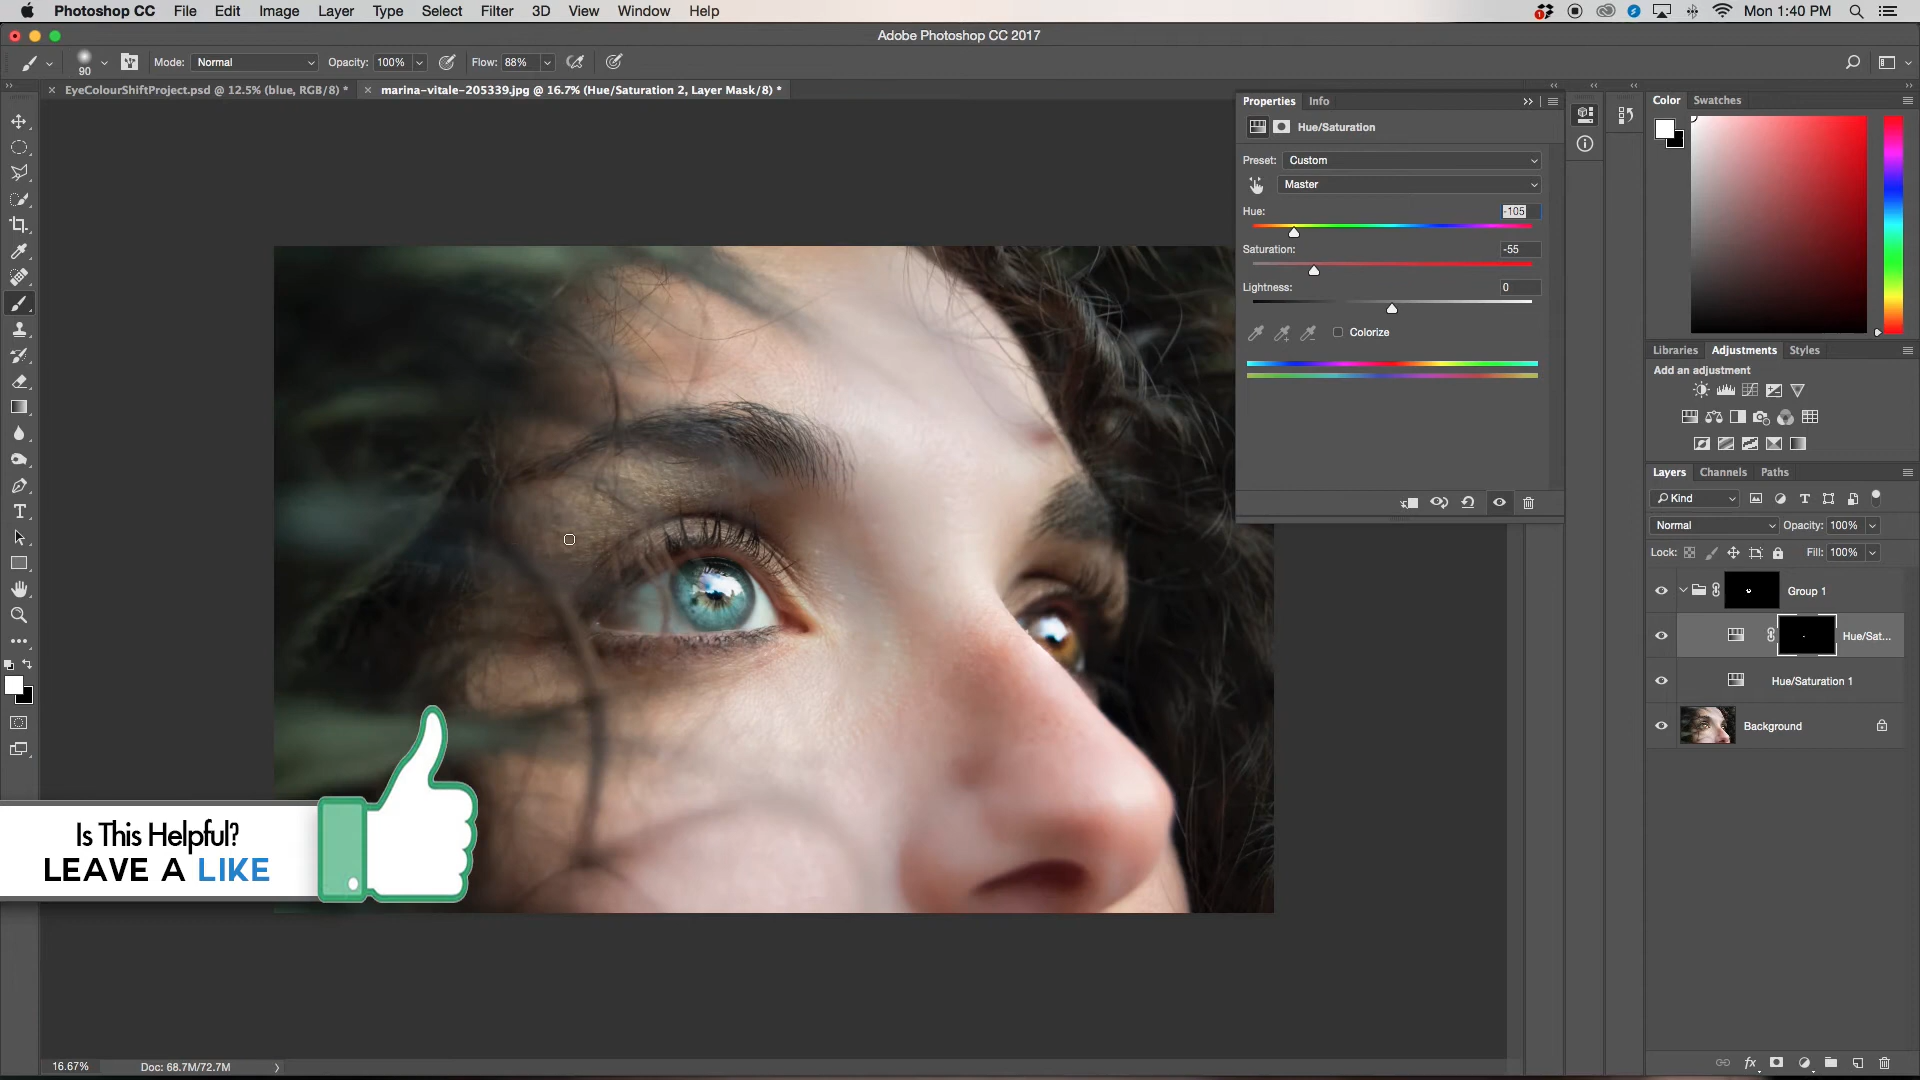 Photoshop CC File Edit Image Layer Type Select Filter 3D View Window Help Mon 1:40 PM
Adobe Photoshop CC 2017
90 Mode: Normal Opacity: 100% Flow: 88%
EyeColourShiftProject.psd @ 12.5% (blue, RGB/8) * marina-vitale-205339.jpg @ 16.7% (Hue/Saturation 2, Layer Mask/8) *
Properties Info
Hue/Saturation
Preset: Custom
Master
Hue: -105
Saturation: -55
Lightness: 0
Colorize
Color Swatches
Libraries Adjustments Styles
Add an adjustment
Layers Channels Paths
Kind
Normal Opacity: 100%
Lock: Fill: 100%
Group 1
Hue/Sat...
Hue/Saturation 1
Background
Is This Helpful?
LEAVE A LIKE
16.67% Doc: 68.7M/72.7M